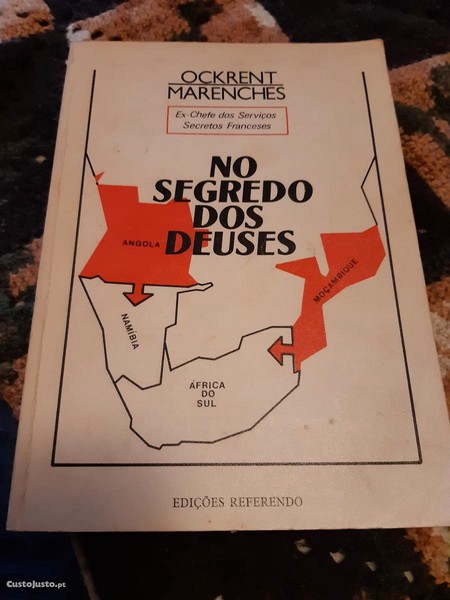 OCKRENT
MARENCHES
Ex-Chefe dos Serviços
Secretos Franceses
NO
SEGREDO
DOS
DEUSES
ANGOLA
MOÇAMBIQUE
NAMÍBIA
ÁFRICA
DO
SUL
EDIÇÕES REFERENDO
CustoJusto.pt